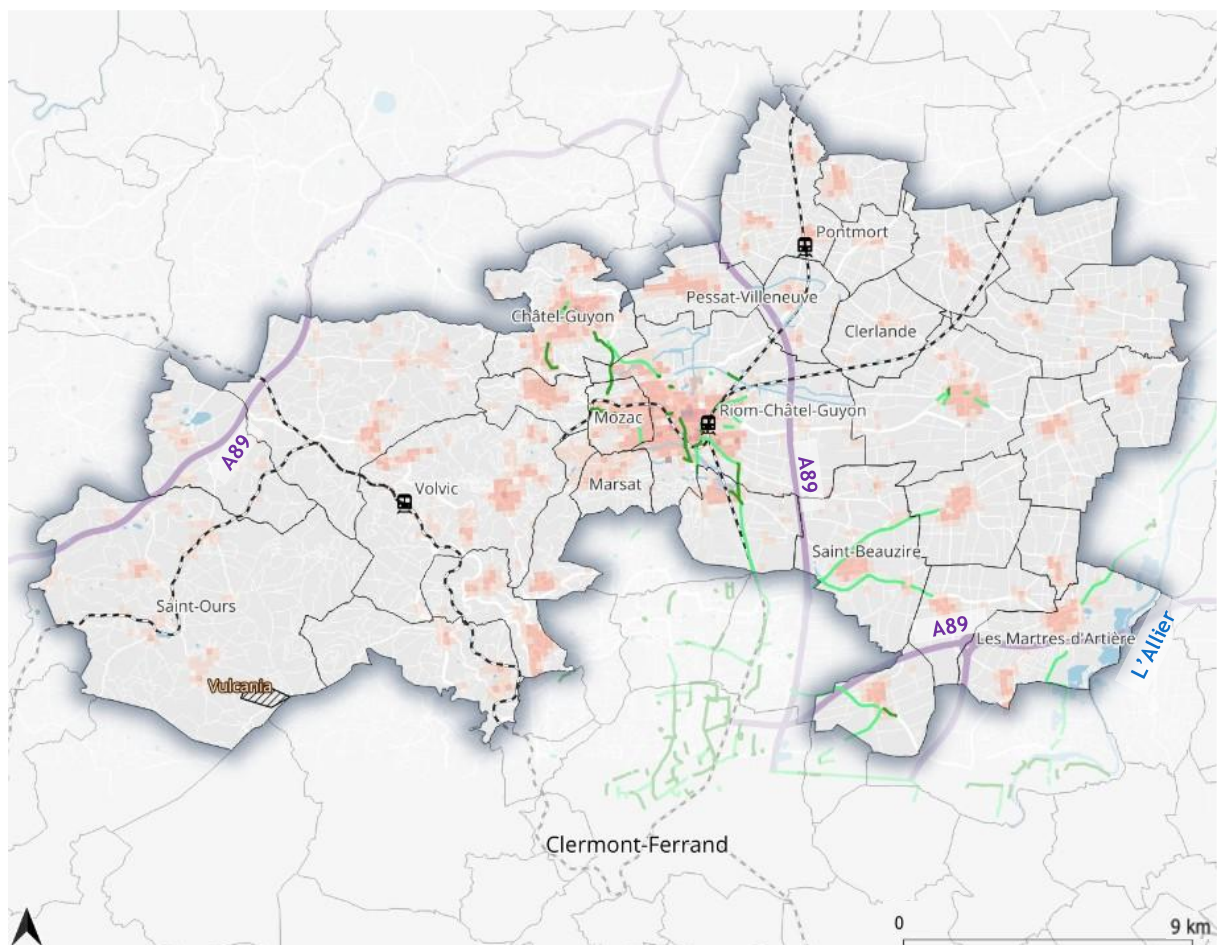 Pontmort
Pessat-Villeneuve
Châtel-Guyon
Clerlande
Mozac
Riom-Châtel-Guyon
A89
A89
Marsat
Volvic
Saint-Beauzire
Saint-Ours
A89
Les Martres d'Artière
L'Allier
Vulcania
Clermont-Ferrand
0
9 km